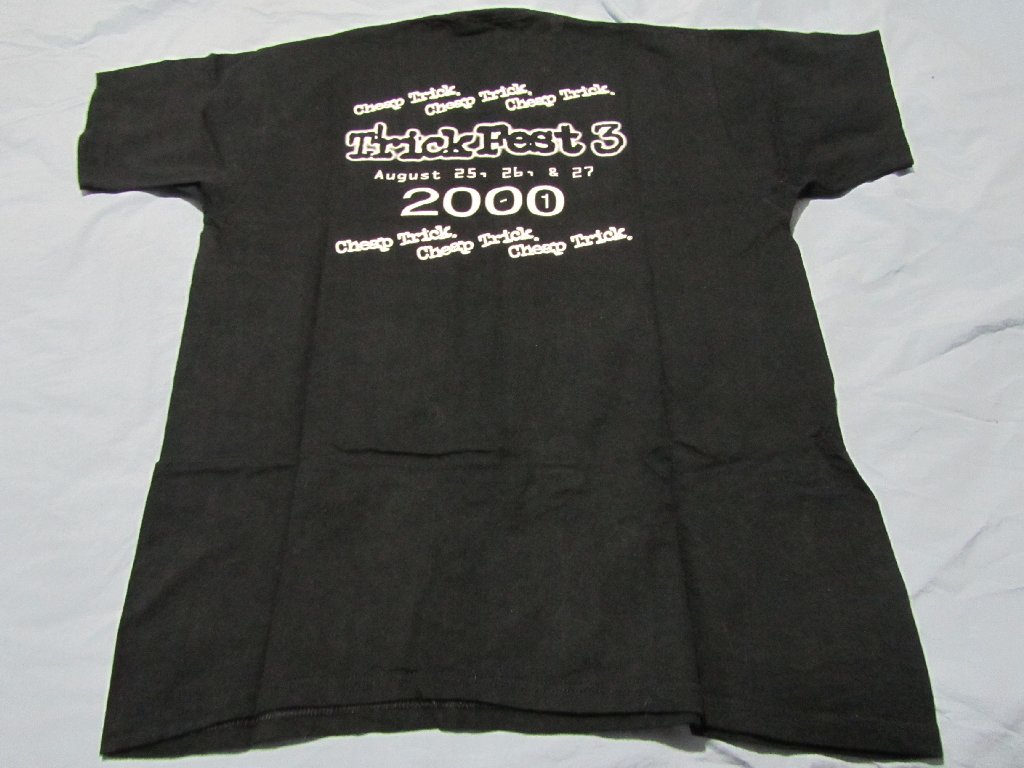 Cheap Trick. Cheap Trick. Cheap Trick.
TrickFest 3
August 25, 26, & 27
2000
-1
Cheap Trick. Cheap Trick. Cheap Trick.